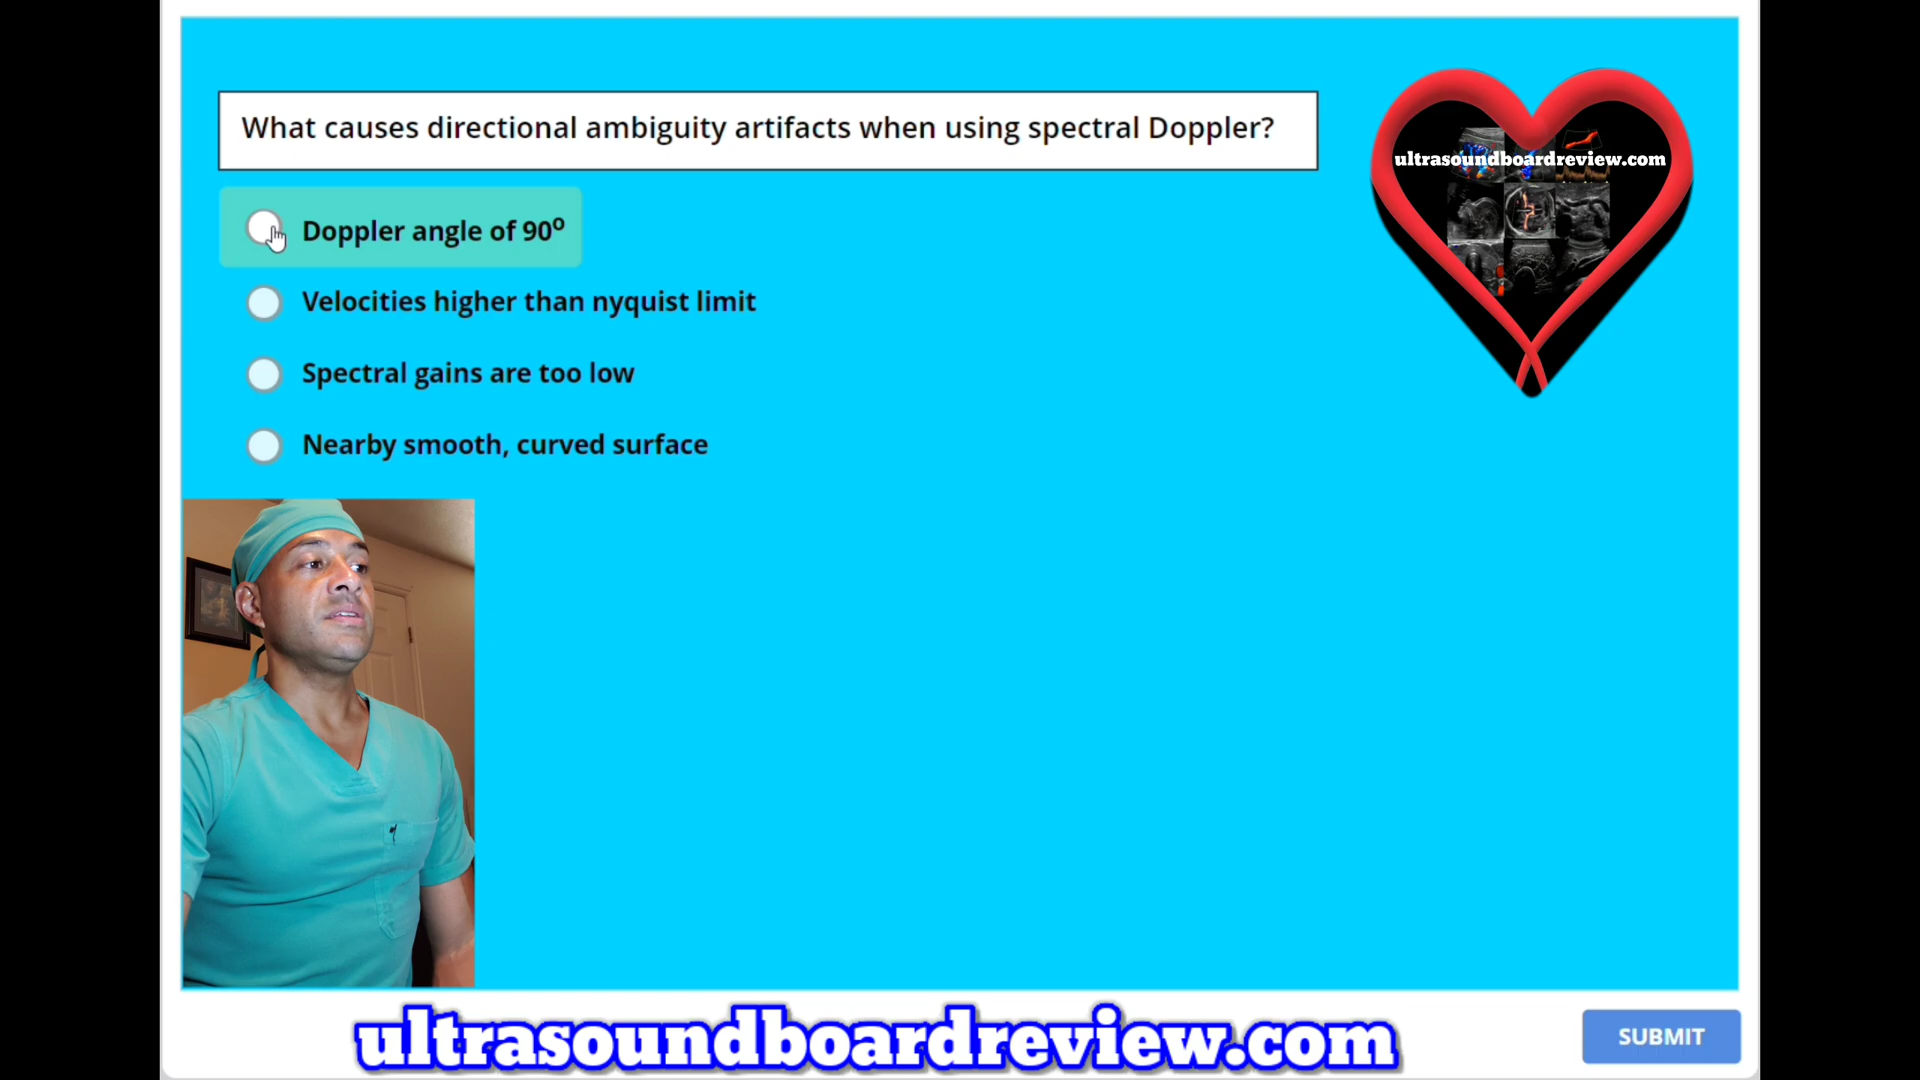 What causes directional ambiguity artifacts when using spectral Doppler?
ultrasoundboardreview.com
Doppler angle of 90º
Velocities higher than nyquist limit
Spectral gains are too low
Nearby smooth, curved surface
ultrasoundboardreview.com
SUBMIT